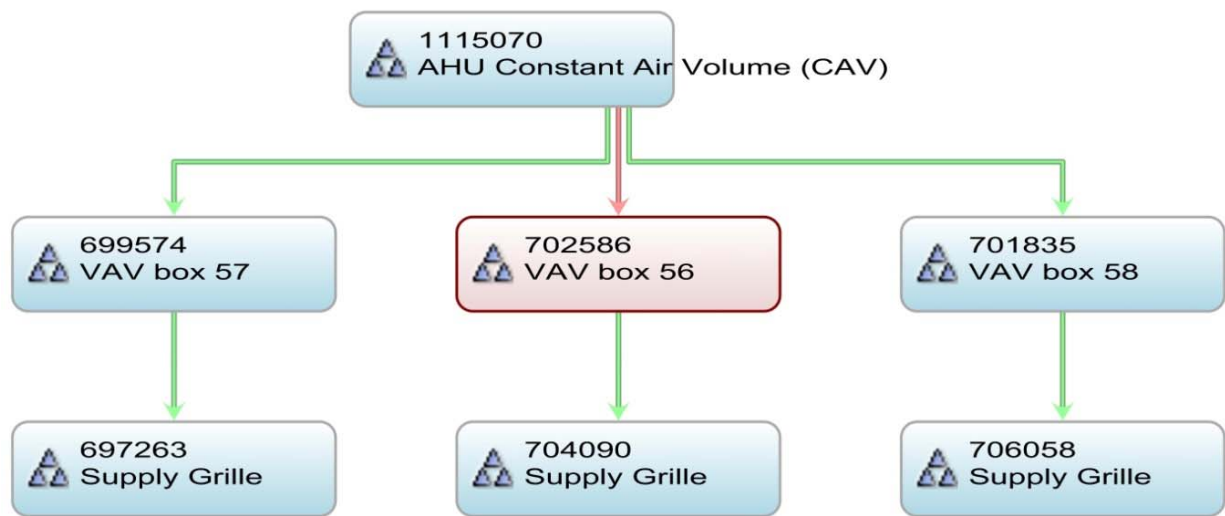 1115070
AHU Constant Air Volume (CAV)
699574
VAV box 57
702586
VAV box 56
701835
VAV box 58
697263
Supply Grille
704090
Supply Grille
706058
Supply Grille